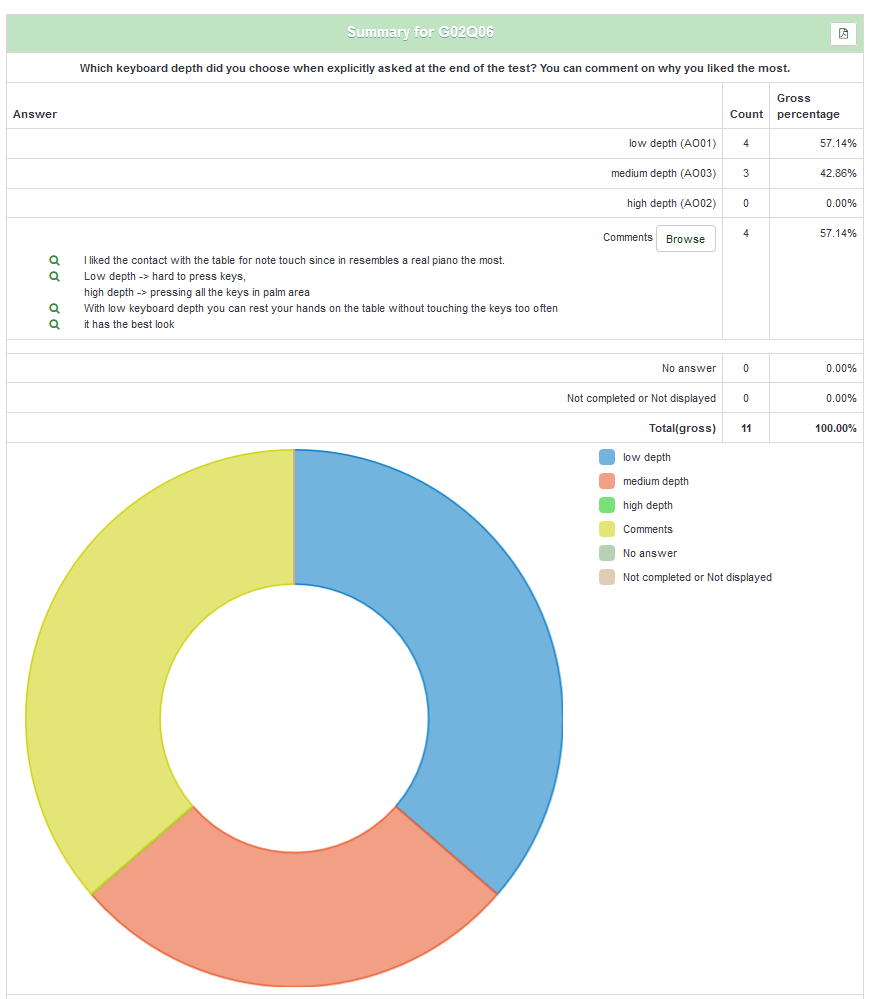 Summary for G02Q06
Which keyboard depth did you choose when explicitly asked at the end of the test? You can comment on why you liked the most.
Answer Count Gross percentage
low depth (AO01) 4 57.14%
medium depth (AO03) 3 42.86%
high depth (AO02) 0 0.00%
Comments Browse 4 57.14%
I liked the contact with the table for note touch since in resembles a real piano the most.
Low depth -> hard to press keys,
high depth -> pressing all the keys in palm area
With low keyboard depth you can rest your hands on the table without touching the keys too often
it has the best look
No answer 0 0.00%
Not completed or Not displayed 0 0.00%
Total(gross) 11 100.00%
low depth
medium depth
high depth
Comments
No answer
Not completed or Not displayed